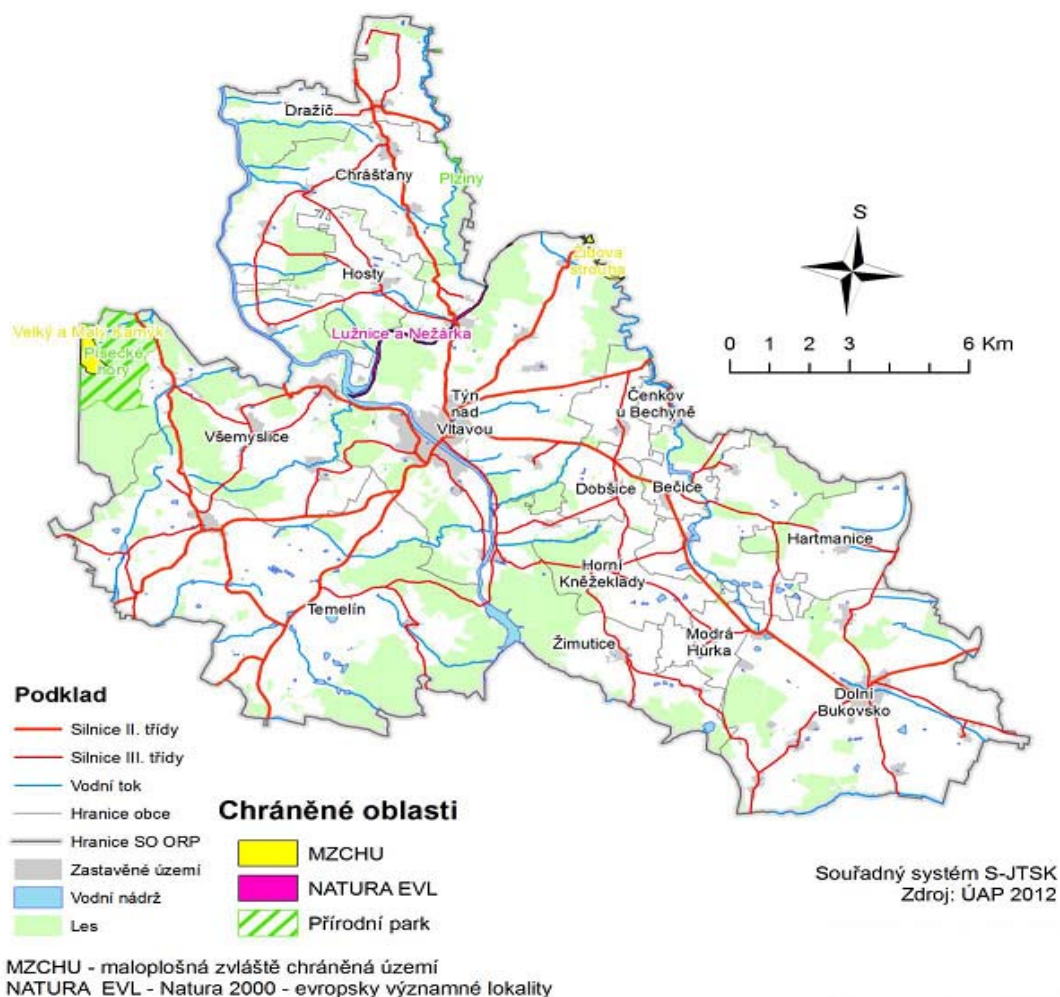 Dražíč
Chrášťany
Plziny
S
Židova
strouha
Hosty
Velký a Malý Kamýk
Lužnice a Nežárka
Písecké
hory
0 1 2 3 6 Km
Týn
nad
Vltavou
Čenkov
u Bechyně
Všemyslice
Dobšice
Bečice
Hartmanice
Horní
Kněžeklady
Temelín
Žimutice
Modrá
Hůrka
Dolní
Bukovsko
Podklad
Silnice II. třídy
Silnice III. třídy
Vodní tok
Hranice obce
Hranice SO ORP
Zastavěné území
Vodní nádrž
Les
Chráněné oblasti
MZCHU
NATURA EVL
Přírodní park
Souřadný systém S-JTSK
Zdroj: ÚAP 2012
MZCHU - maloplošná zvláště chráněná území
NATURA EVL - Natura 2000 - evropsky významné lokality